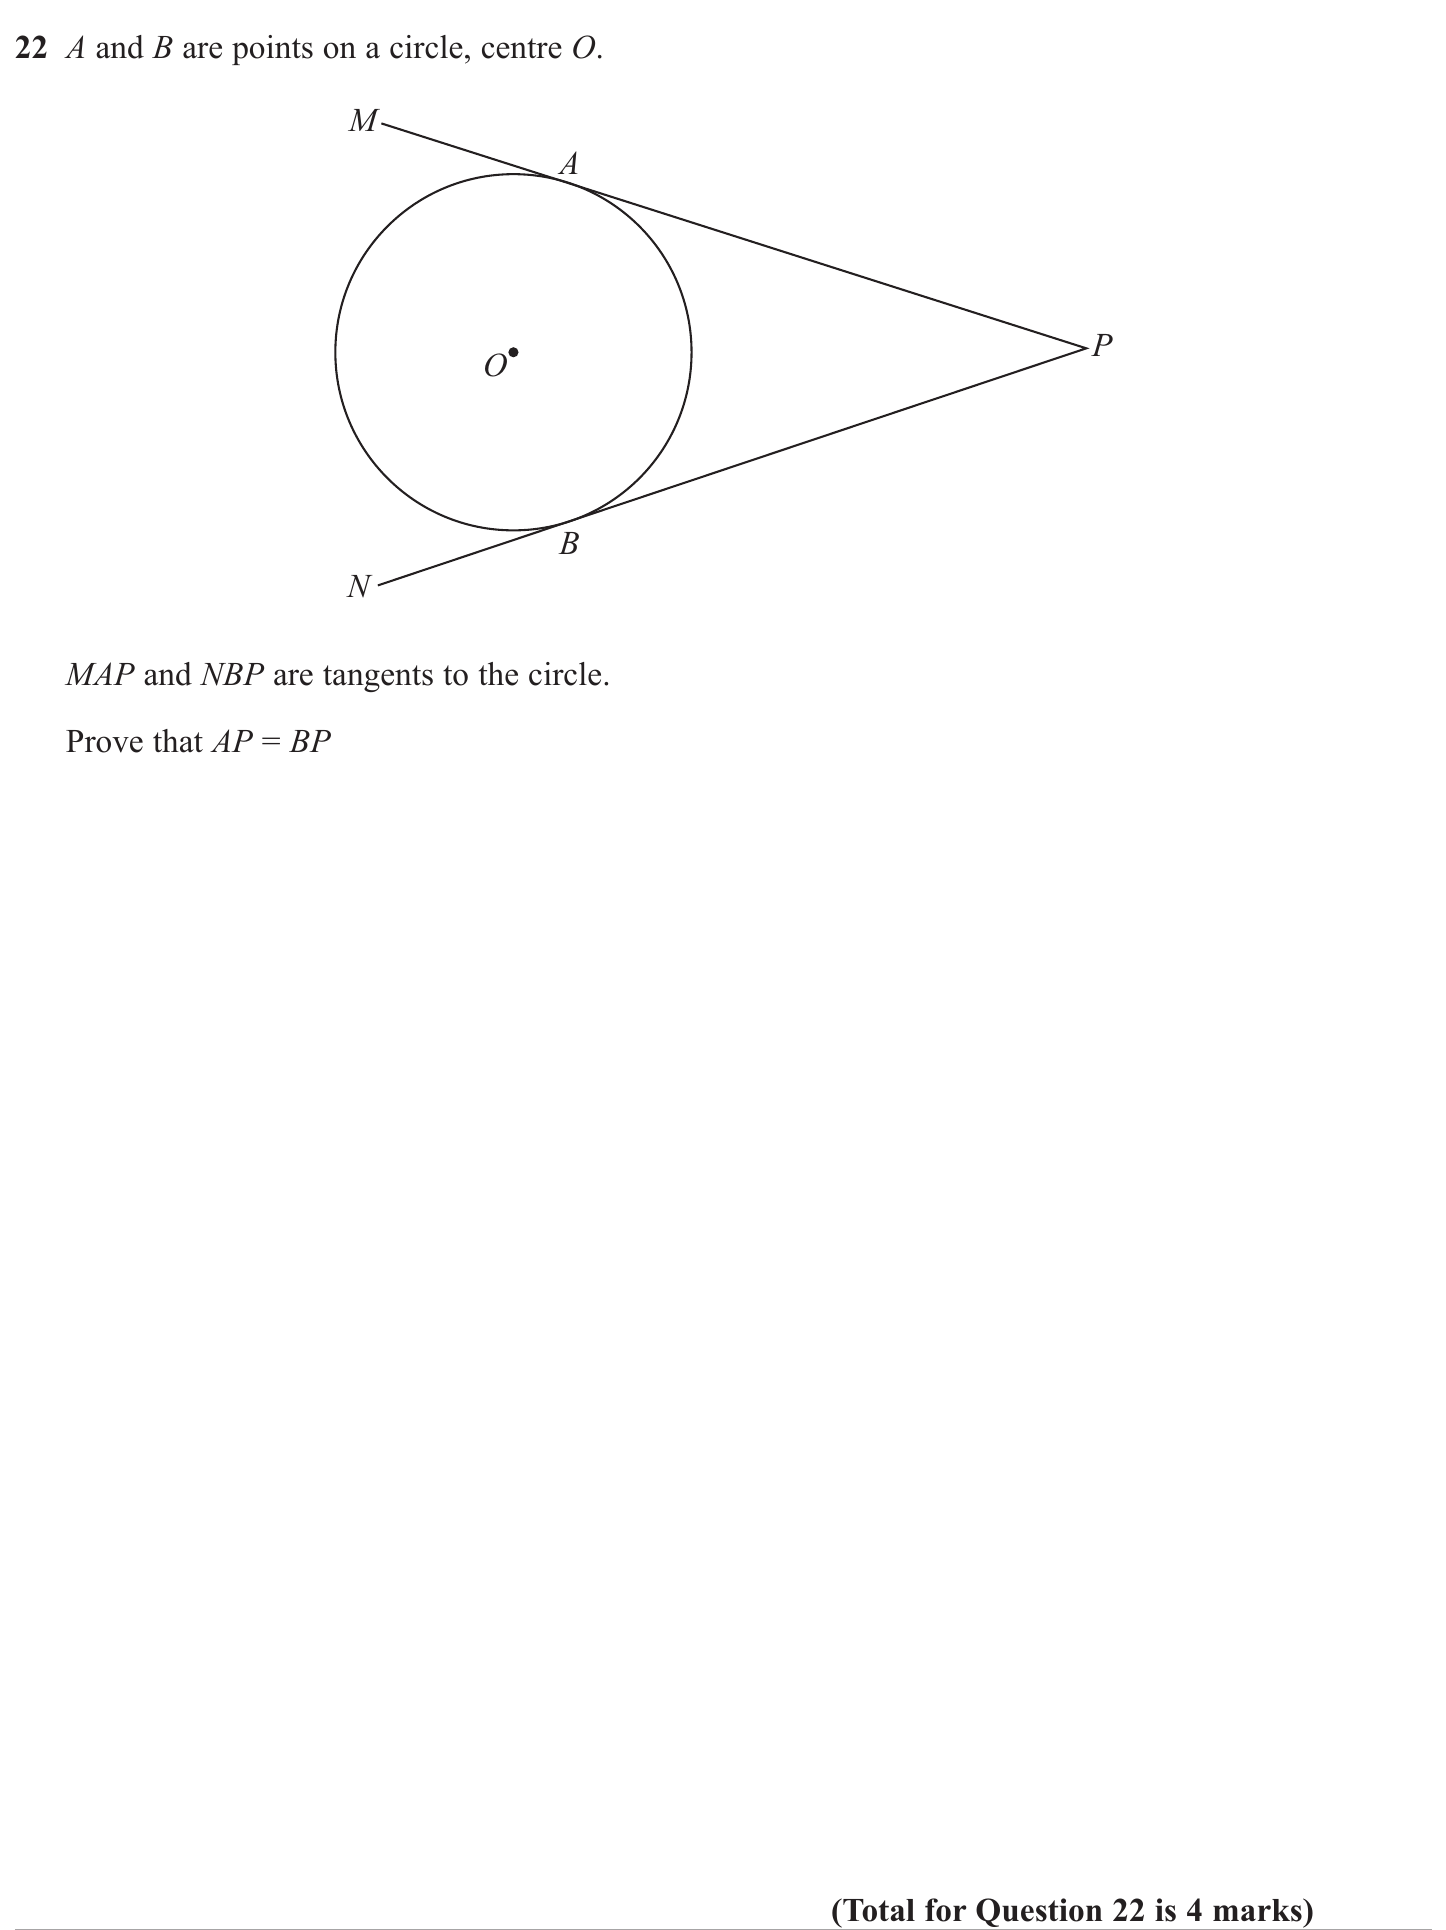 22 A and B are points on a circle, centre O.
M
A
O
P
B
N
MAP and NBP are tangents to the circle.
Prove that AP = BP
(Total for Question 22 is 4 marks)